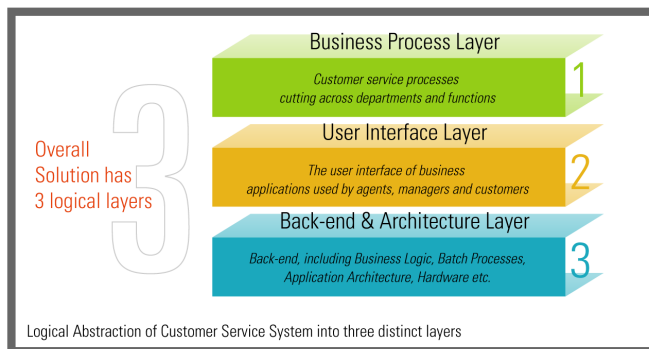 Business Process Layer
Customer service processes
cutting across departments and functions
1
Overall
Solution has
3 logical layers
3
User Interface Layer
The user interface of business
applications used by agents, managers and customers
2
Back-end & Architecture Layer
Back-end, including Business Logic, Batch Processes,
Application Architecture, Hardware etc.
3
Logical Abstraction of Customer Service System into three distinct layers